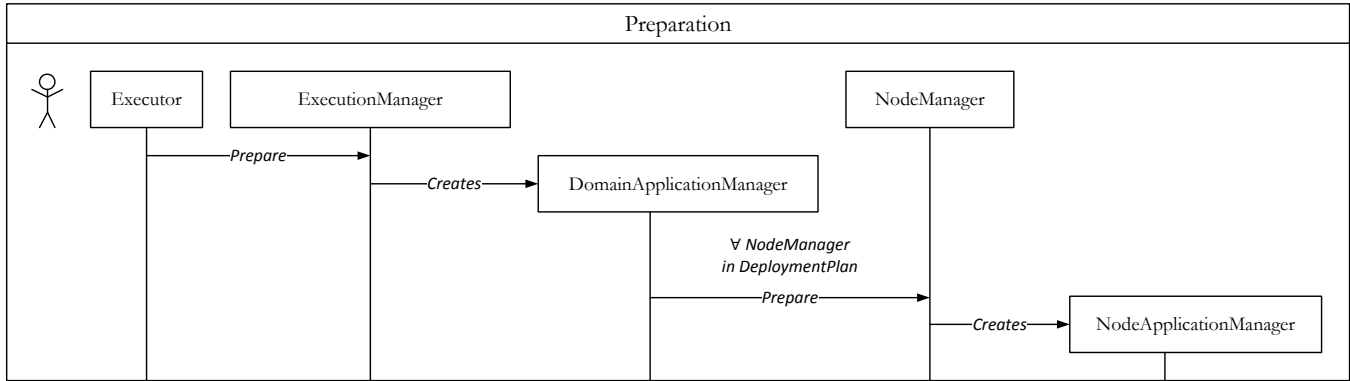 Preparation
Executor
ExecutionManager
NodeManager
Prepare
Creates
DomainApplicationManager
∀ NodeManager
in DeploymentPlan
Prepare
Creates
NodeApplicationManager